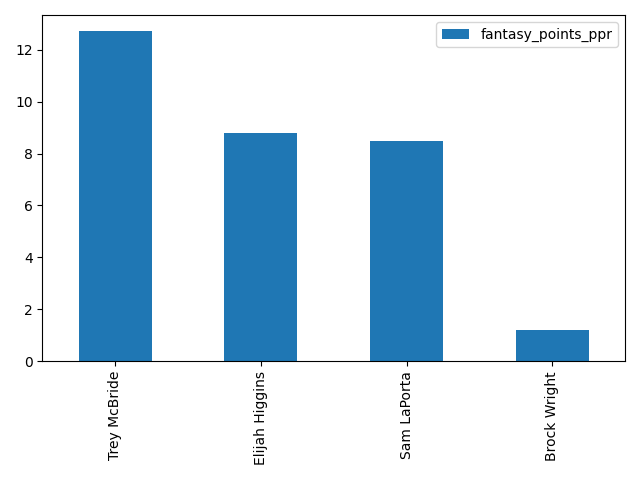 fantasy_points_ppr
12
10
8
6
4
2
0
Trey McBride
Elijah Higgins
Sam LaPorta
Brock Wright